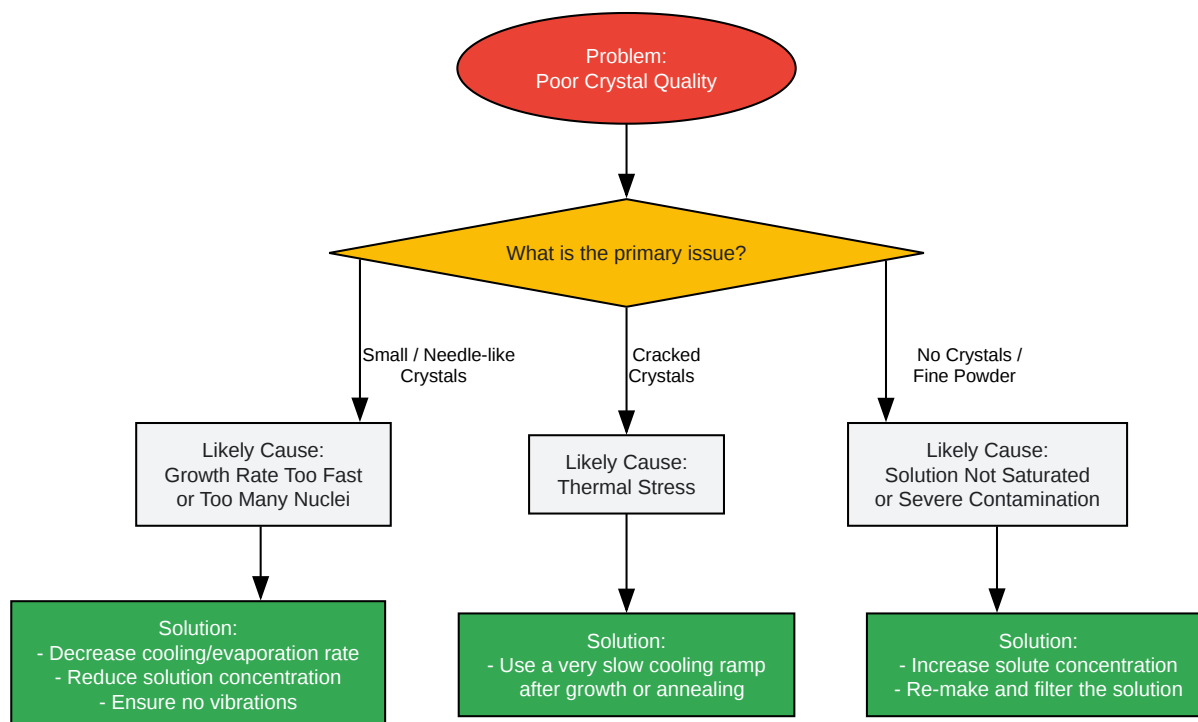 Problem:
Poor Crystal Quality
What is the primary issue?
Small / Needle-like
Crystals
Cracked
Crystals
No Crystals /
Fine Powder
Likely Cause:
Growth Rate Too Fast
or Too Many Nuclei
Likely Cause:
Thermal Stress
Likely Cause:
Solution Not Saturated
or Severe Contamination
Solution:
- Decrease cooling/evaporation rate
- Reduce solution concentration
- Ensure no vibrations
Solution:
- Use a very slow cooling ramp
after growth or annealing
Solution:
- Increase solute concentration
- Re-make and filter the solution